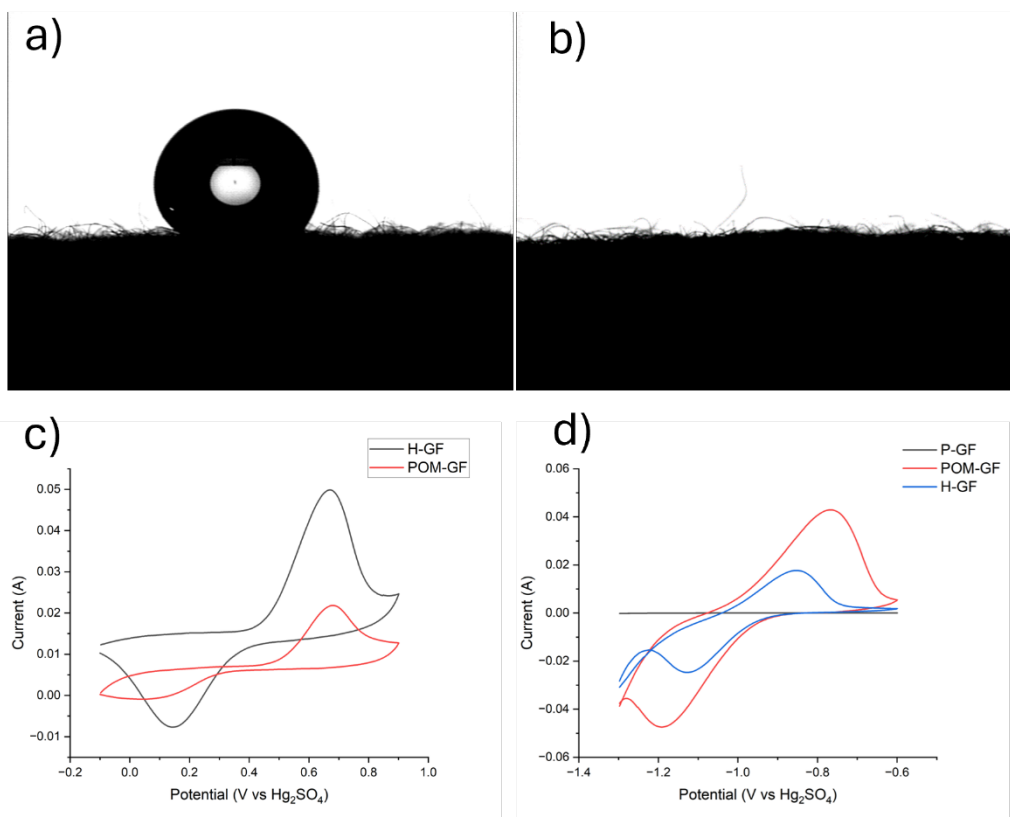 a)
b)
c)
H-GF
POM-GF
0.05
0.04
0.03
0.02
0.01
0.00
−0.01
Current (A)
−0.2
0.0
0.2
0.4
0.6
0.8
1.0
Potential (V vs Hg₂SO₄)
d)
P-GF
POM-GF
H-GF
0.06
0.04
0.02
0.00
−0.02
−0.04
−0.06
Current (A)
−1.4
−1.2
−1.0
−0.8
−0.6
Potential (V vs Hg₂SO₄)